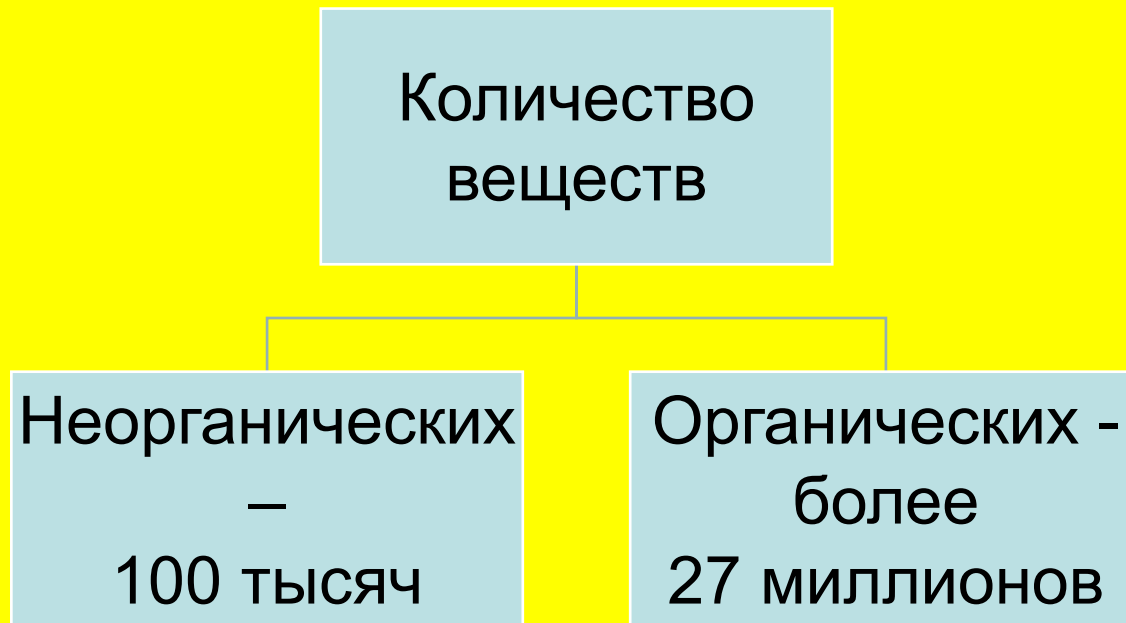 Количество
веществ
Неорганических
–
100 тысяч
Органических -
более
27 миллионов